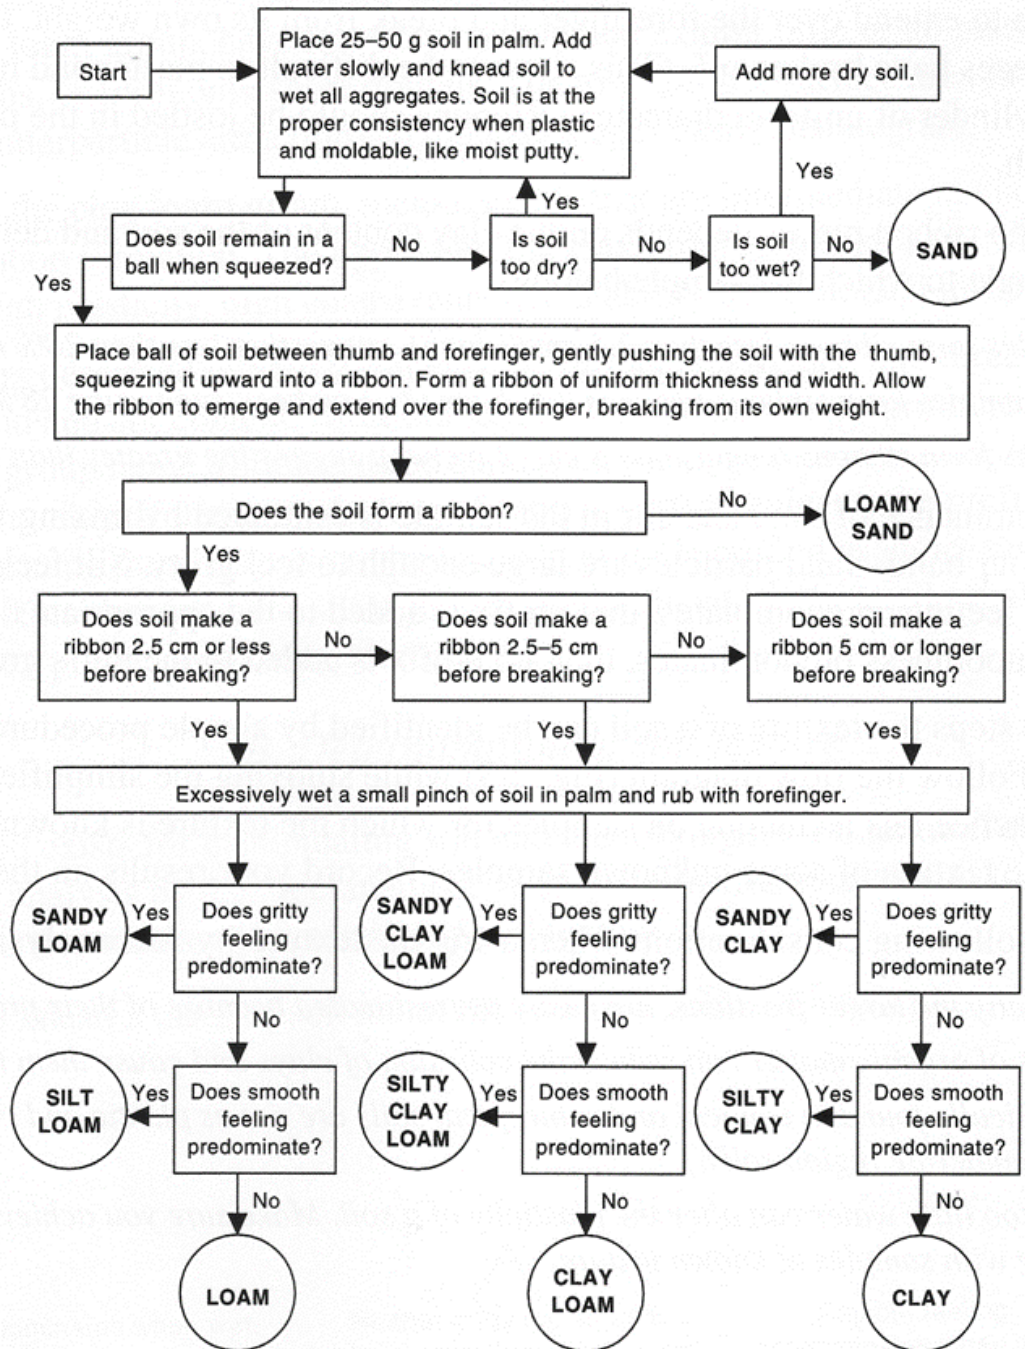 Start
Place 25–50 g soil in palm. Add
water slowly and knead soil to
wet all aggregates. Soil is at the
proper consistency when plastic
and moldable, like moist putty.
Add more dry soil.
Yes
Yes
Does soil remain in a
ball when squeezed?
No
Is soil
too dry?
No
Is soil
too wet?
No
SAND
Yes
Place ball of soil between thumb and forefinger, gently pushing the soil with the thumb,
squeezing it upward into a ribbon. Form a ribbon of uniform thickness and width. Allow
the ribbon to emerge and extend over the forefinger, breaking from its own weight.
Does the soil form a ribbon?
No
LOAMY
SAND
Yes
Does soil make a
ribbon 2.5 cm or less
before breaking?
No
Does soil make a
ribbon 2.5–5 cm
before breaking?
No
Does soil make a
ribbon 5 cm or longer
before breaking?
Yes
Yes
Yes
Excessively wet a small pinch of soil in palm and rub with forefinger.
SANDY
LOAM
Yes
Does gritty
feeling
predominate?
SANDY
CLAY
LOAM
Yes
Does gritty
feeling
predominate?
SANDY
CLAY
Yes
Does gritty
feeling
predominate?
No
No
No
SILT
LOAM
Yes
Does smooth
feeling
predominate?
SILTY
CLAY
LOAM
Yes
Does smooth
feeling
predominate?
SILTY
CLAY
Yes
Does smooth
feeling
predominate?
No
No
No
LOAM
CLAY
LOAM
CLAY